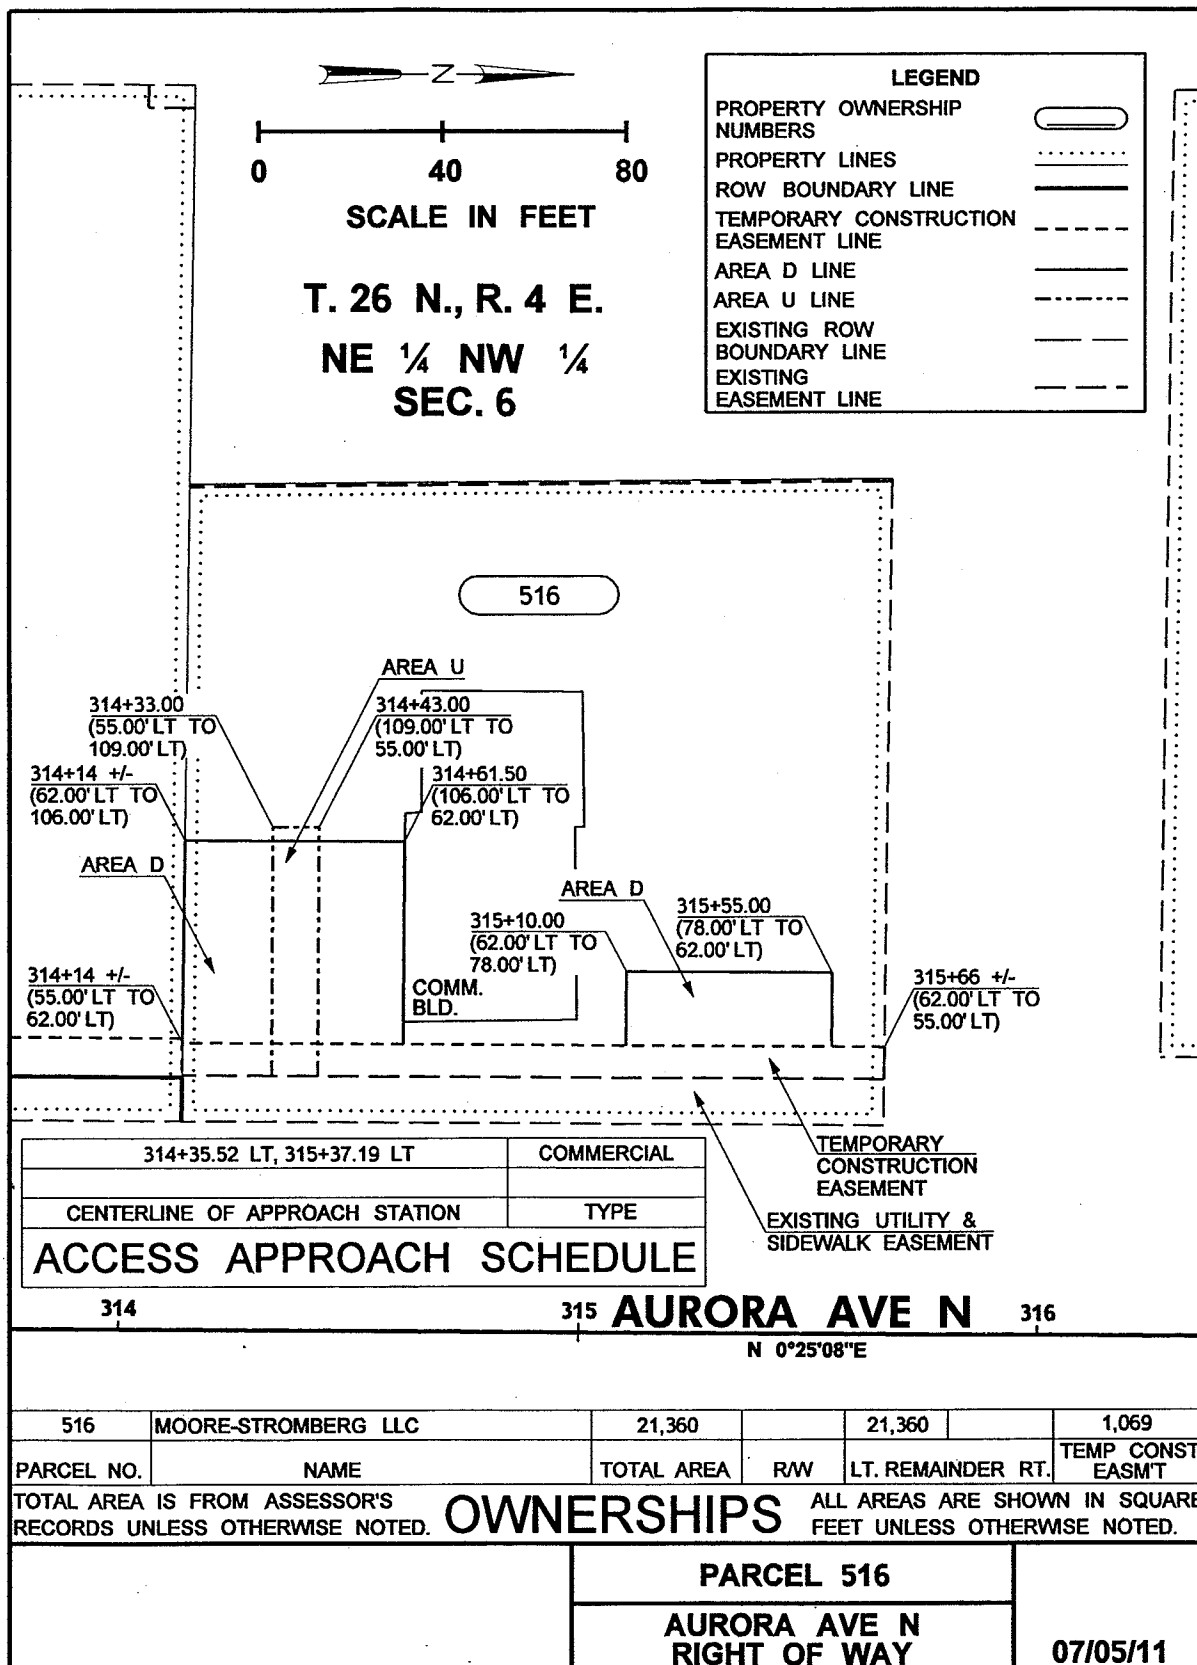 Z
0 40 80
SCALE IN FEET
T. 26 N., R. 4 E.
NE ¼ NW ¼
SEC. 6
LEGEND
PROPERTY OWNERSHIP
NUMBERS
PROPERTY LINES
ROW BOUNDARY LINE
TEMPORARY CONSTRUCTION
EASEMENT LINE
AREA D LINE
AREA U LINE
EXISTING ROW
BOUNDARY LINE
EXISTING
EASEMENT LINE
516
AREA U
314+33.00
(55.00' LT TO
109.00' LT)
314+43.00
(109.00' LT TO
55.00' LT)
314+14 +/-
(62.00' LT TO
106.00' LT)
314+61.50
(106.00' LT TO
62.00' LT)
AREA D
AREA D
315+10.00
(62.00' LT TO
78.00' LT)
315+55.00
(78.00' LT TO
62.00' LT)
314+14 +/-
(55.00' LT TO
62.00' LT)
COMM.
BLD.
315+66 +/-
(62.00' LT TO
55.00' LT)
TEMPORARY
CONSTRUCTION
EASEMENT
EXISTING UTILITY &
SIDEWALK EASEMENT
314+35.52 LT, 315+37.19 LT COMMERCIAL
CENTERLINE OF APPROACH STATION TYPE
ACCESS APPROACH SCHEDULE
314 315 AURORA AVE N 316
N 0°25'08"E
516 MOORE-STROMBERG LLC 21,360 21,360 1,069
PARCEL NO. NAME TOTAL AREA R/W LT. REMAINDER RT. TEMP CONST
EASM'T
TOTAL AREA IS FROM ASSESSOR'S
RECORDS UNLESS OTHERWISE NOTED.
OWNERSHIPS
ALL AREAS ARE SHOWN IN SQUARE
FEET UNLESS OTHERWISE NOTED.
PARCEL 516
AURORA AVE N
RIGHT OF WAY
07/05/11